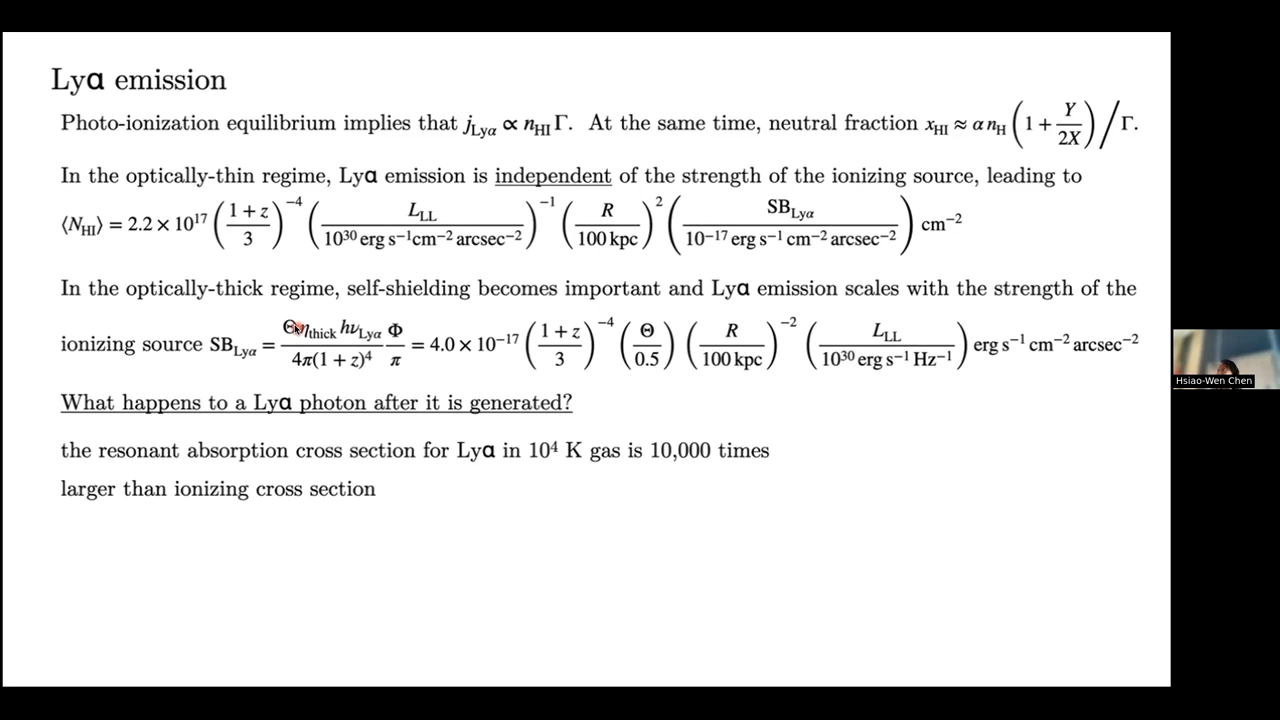 Lyα emission
Photo-ionization equilibrium implies that j_Lyα ∝ n_HI Γ. At the same time, neutral fraction x_HI ≈ α n_H (1 + Y/2X) / Γ.
In the optically-thin regime, Lyα emission is independent of the strength of the ionizing source, leading to
⟨N_HI⟩ = 2.2 × 10^17 ((1 + z)/3)^−4 (L_LL / 10^30 erg s^−1 cm^−2 arcsec^−2)^−1 (R / 100 kpc)^2 (SB_Lyα / 10^−17 erg s^−1 cm^−2 arcsec^−2) cm^−2
In the optically-thick regime, self-shielding becomes important and Lyα emission scales with the strength of the
ionizing source SB_Lyα = (Θ η_thick hν_Lyα / 4π(1 + z)^4) (Φ/π) = 4.0 × 10^−17 ((1 + z)/3)^−4 (Θ/0.5) (R / 100 kpc)^−2 (L_LL / 10^30 erg s^−1 Hz^−1) erg s^−1 cm^−2 arcsec^−2
What happens to a Lyα photon after it is generated?
the resonant absorption cross section for Lyα in 10^4 K gas is 10,000 times
larger than ionizing cross section
Hsiao-Wen Chen